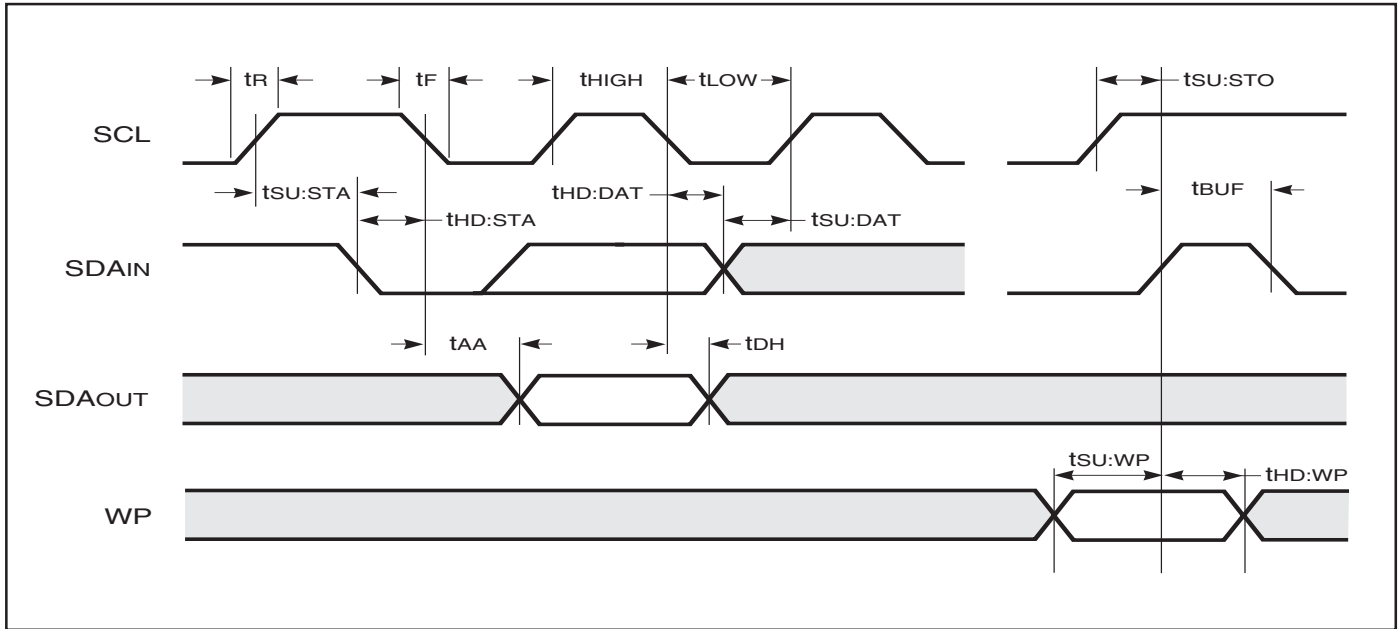 tR
tF
tHIGH
tLOW
tSU:STO
SCL
tSU:STA
tHD:STA
tHD:DAT
tSU:DAT
tBUF
SDAIN
tAA
tDH
SDAOUT
tSU:WP
tHD:WP
WP